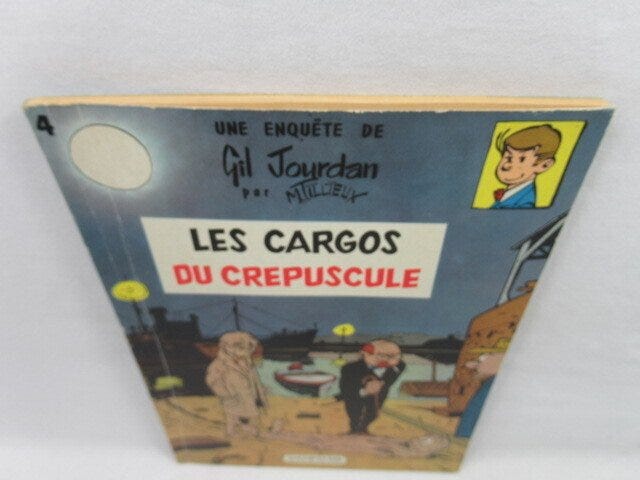 4
UNE ENQUÊTE DE
Gil Jourdan
par M.TILLIEUX
LES CARGOS
DU CREPUSCULE